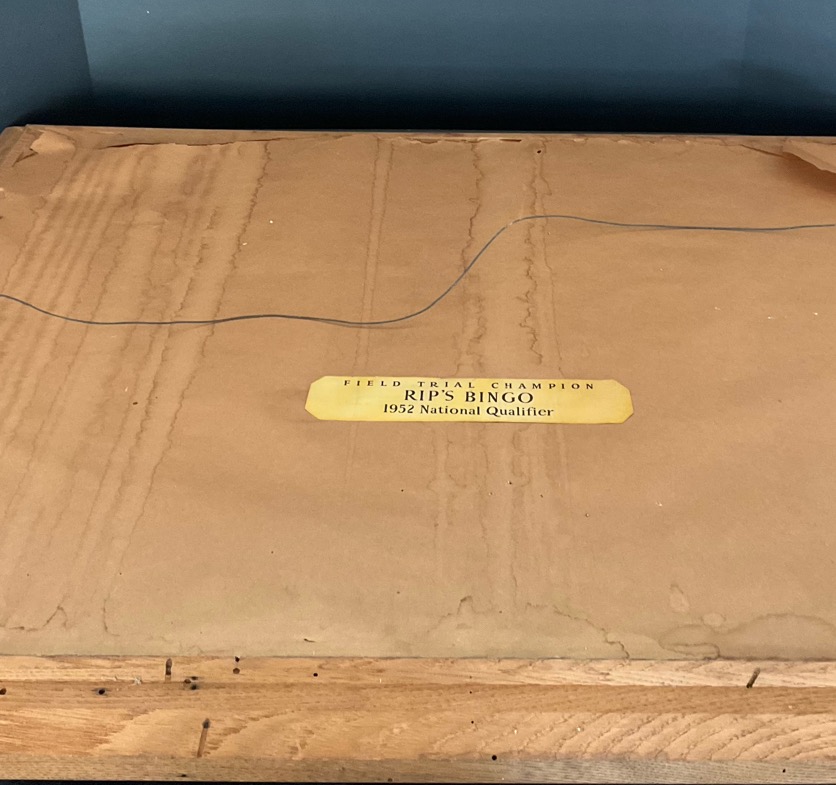 FIELD TRIAL CHAMPION
RIP'S BINGO
1952 National Qualifier